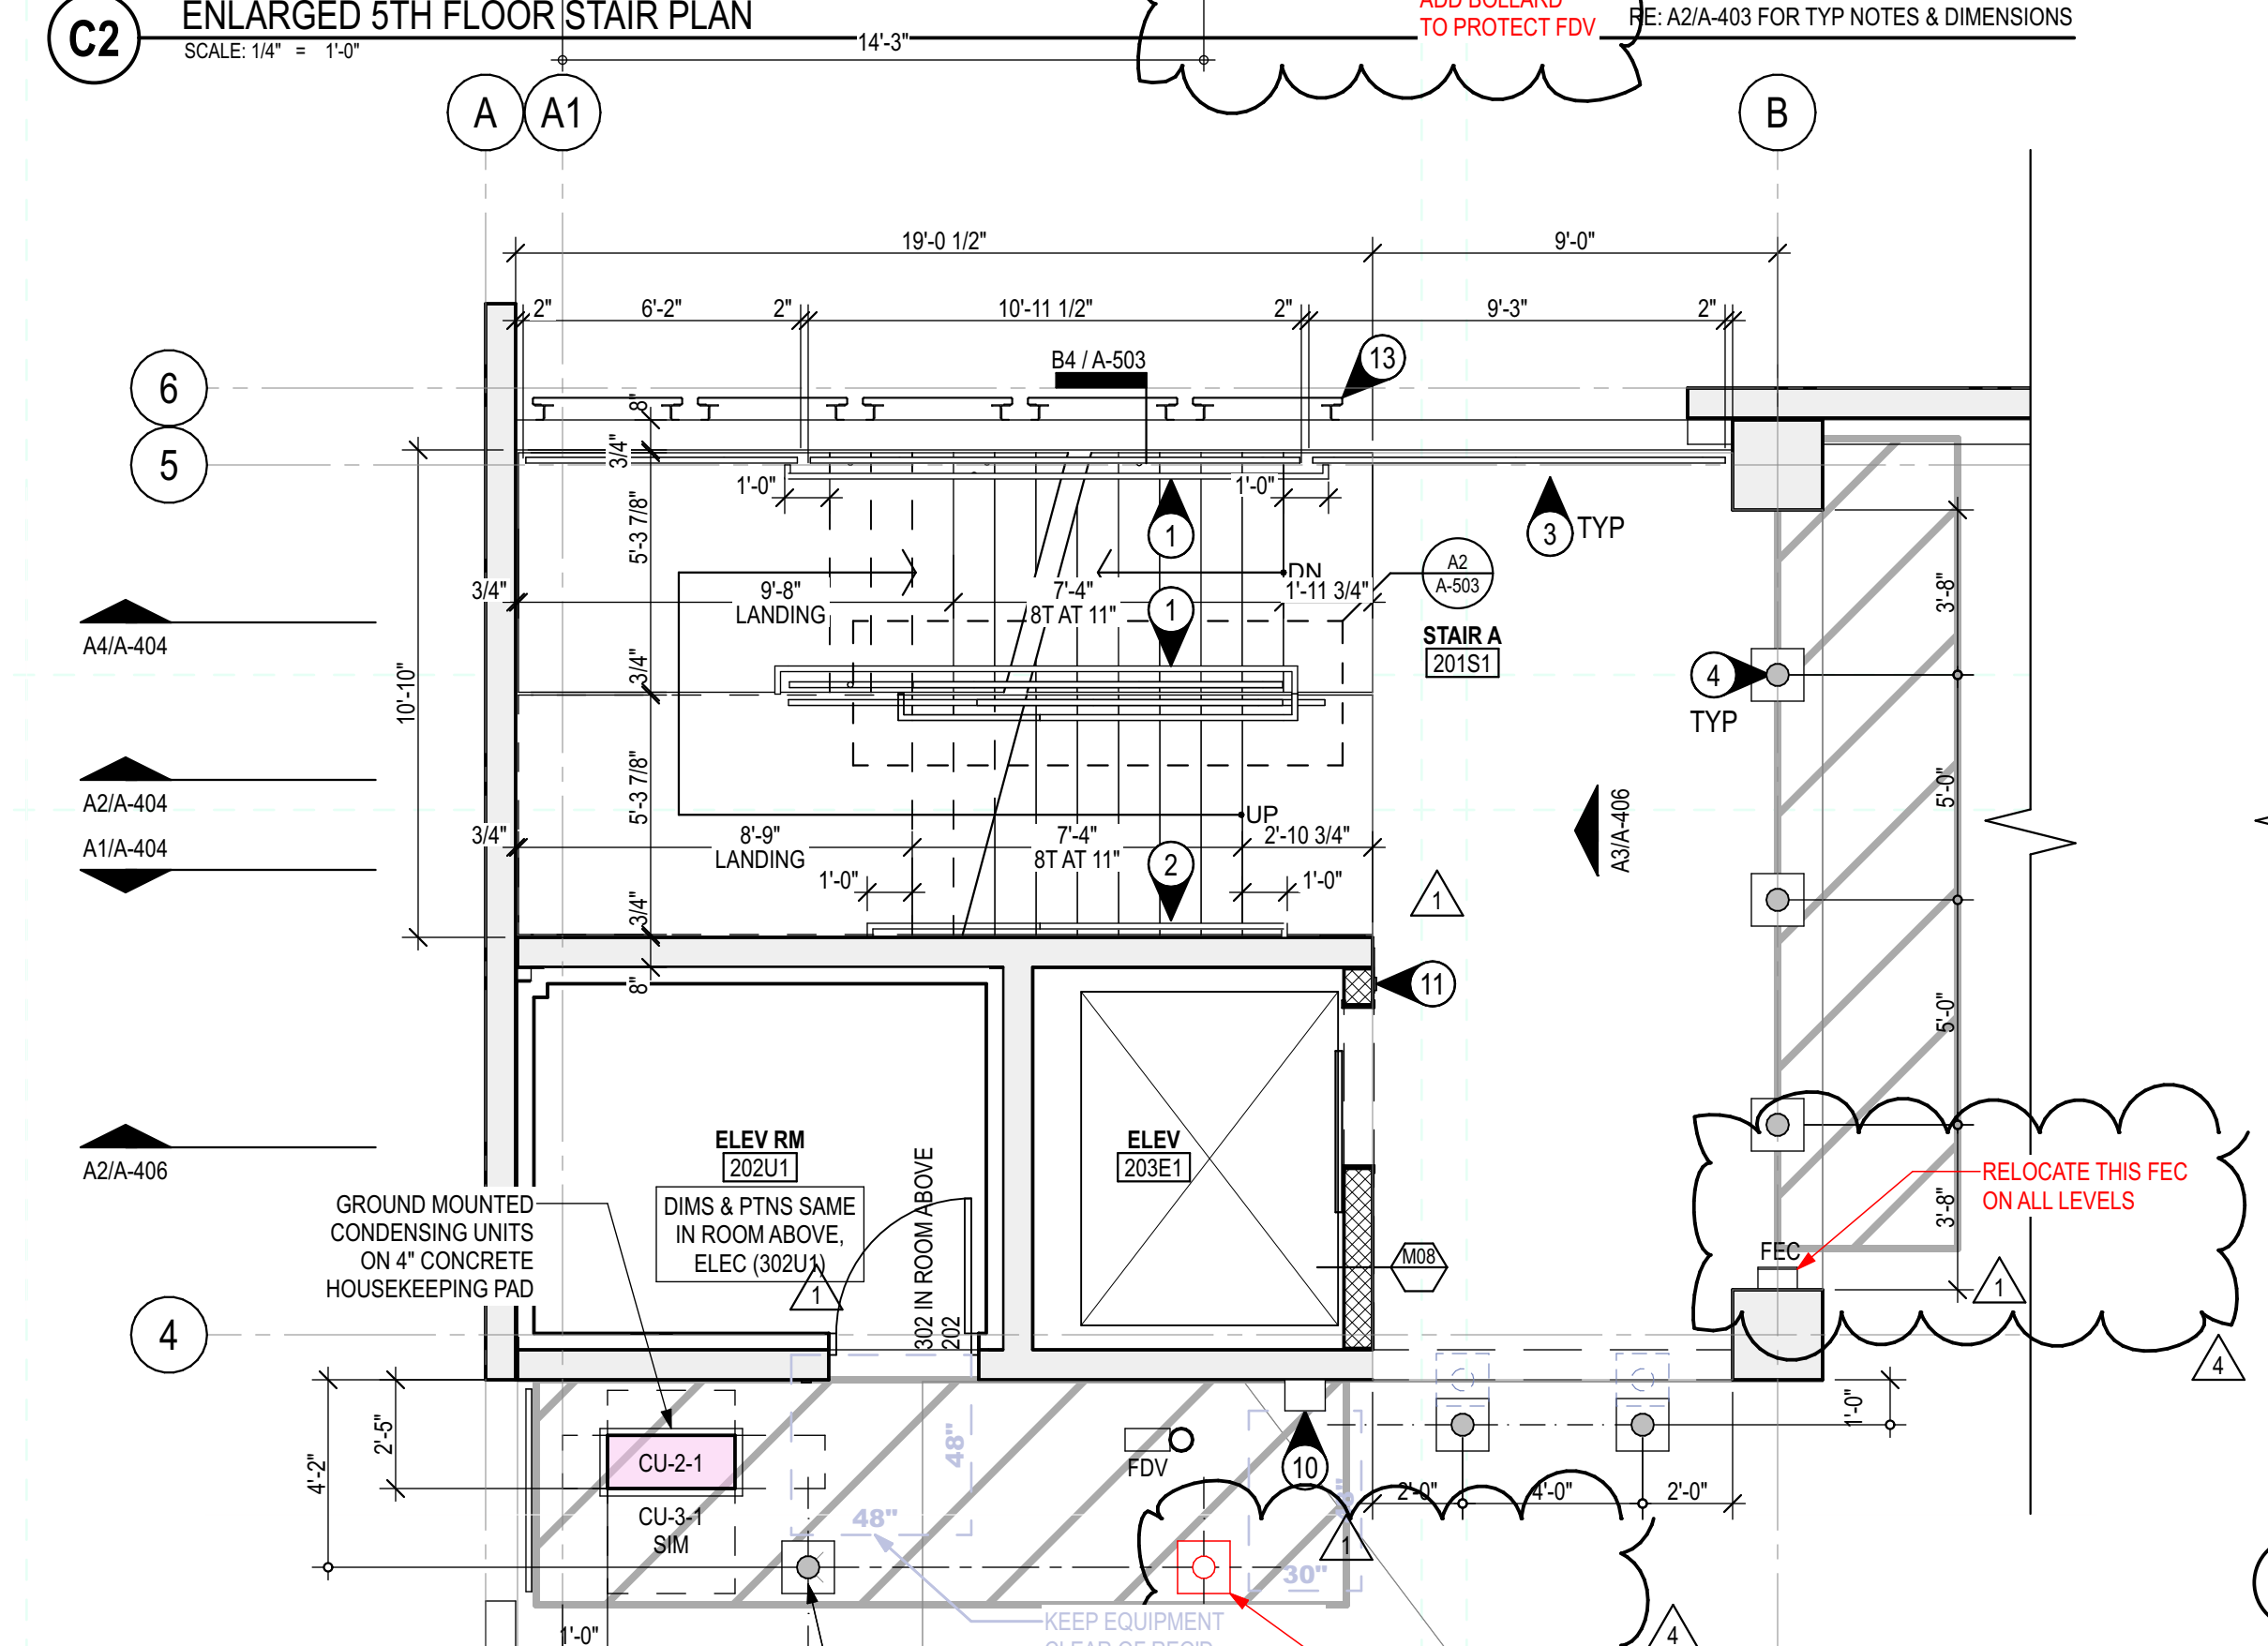 C2
ENLARGED 5TH FLOOR STAIR PLAN
SCALE: 1/4" = 1'-0"
14'-3"
TO PROTECT FDV
RE: A2/A-403 FOR TYP NOTES & DIMENSIONS
A
A1
B
19'-0 1/2"
9'-0"
2"
6'-2"
2"
10'-11 1/2"
2"
9'-3"
2"
B4 / A-503
13
6
8"
5
3/4"
1'-0"
1'-0"
5'-3 7/8"
1
3 TYP
DN
A2
A-503
3/4"
9'-8"
LANDING
7'-4"
8T AT 11"
1
1'-11 3/4"
3'-8"
A4/A-404
STAIR A
201S1
3/4"
10'-10"
4
TYP
A2/A-404
5'-3 7/8"
5'-0"
UP
A3/A-406
A1/A-404
3/4"
8'-9"
LANDING
7'-4"
8T AT 11"
2'-10 3/4"
2
1'-0"
1'-0"
1
3/4"
8"
11
5'-0"
ELEV RM
202U1
ELEV
203E1
A2/A-406
RELOCATE THIS FEC
ON ALL LEVELS
GROUND MOUNTED
CONDENSING UNITS
ON 4" CONCRETE
HOUSEKEEPING PAD
DIMS & PTNS SAME
IN ROOM ABOVE,
ELEC (302U1)
1
302 IN ROOM ABOVE
202
M08
3'-8"
FEC
1
4
4
4'-2"
2'-5"
1'-0"
CU-2-1
CU-3-1
SIM
48"
48"
FDV
10
2'-0"
4'-0"
2'-0"
1
30"
KEEP EQUIPMENT
1'-0"
4